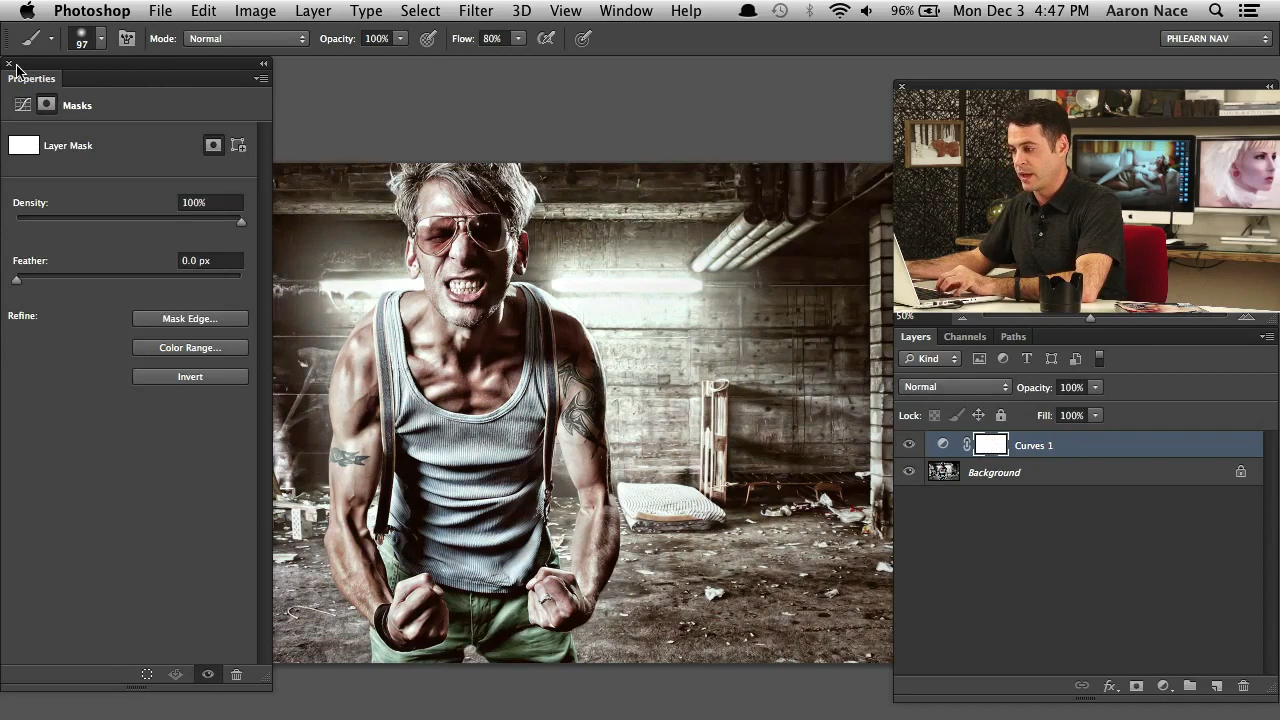 Photoshop File Edit Image Layer Type Select Filter 3D View Window Help 96% Mon Dec 3 4:47 PM Aaron Nace
97 Mode: Normal Opacity: 100% Flow: 80% PHLEARN NAV
Properties
Masks
Layer Mask
Density: 100%
Feather: 0.0 px
Refine: Mask Edge...
Color Range...
Invert
50%
Layers Channels Paths
Kind
Normal Opacity: 100%
Lock: Fill: 100%
Curves 1
Background
fx